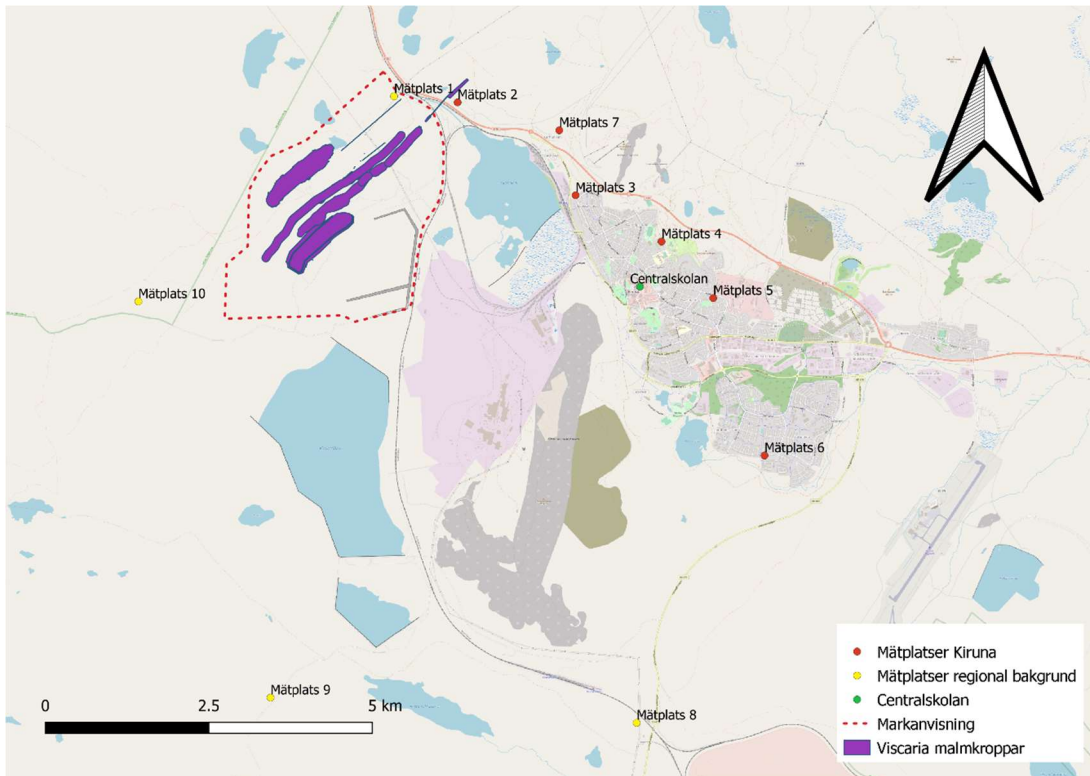 Mätplats 1
Mätplats 2
Mätplats 7
Mätplats 3
Mätplats 4
Centralskolan
Mätplats 5
Mätplats 10
Mätplats 6
Mätplats 9
Mätplats 8
0 2.5 5 km
Mätplatser Kiruna
Mätplatser regional bakgrund
Centralskolan
Markanvisning
Viscaria malmkroppar